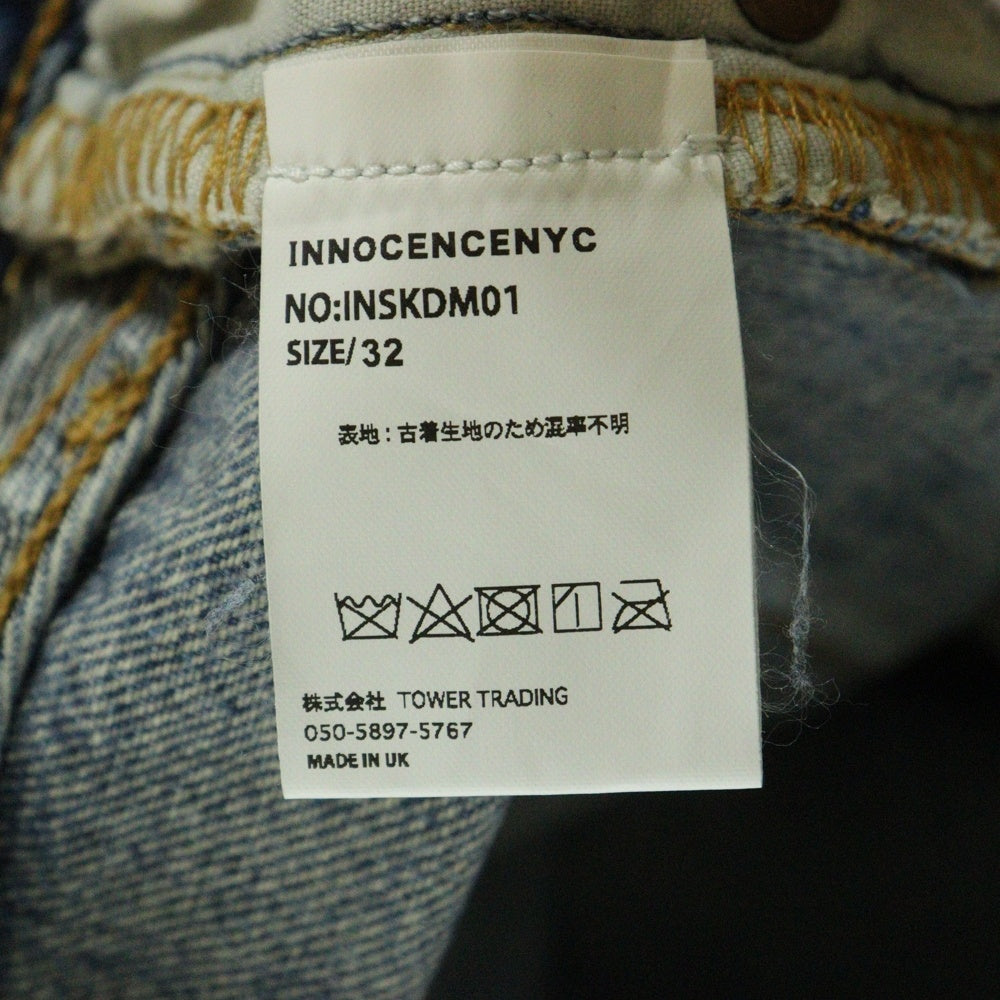 INNOCENCENYC
NO:INSKDM01
SIZE/32
表地:古着生地のため混率不明
株式会社 TOWER TRADING
050-5897-5767
MADE IN UK